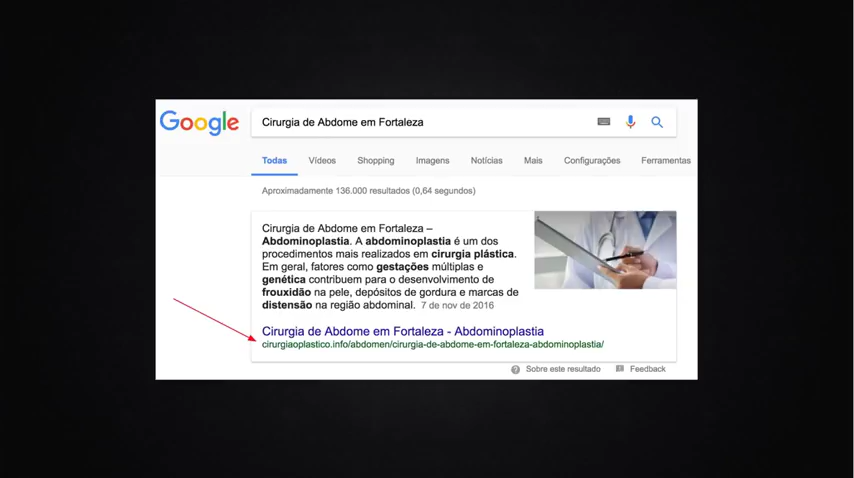 Google
Cirurgia de Abdome em Fortaleza
Todas Vídeos Shopping Imagens Notícias Mais Configurações Ferramentas
Aproximadamente 136.000 resultados (0,64 segundos)
Cirurgia de Abdome em Fortaleza –
Abdominoplastia. A abdominoplastia é um dos
procedimentos mais realizados em cirurgia plástica.
Em geral, fatores como gestações múltiplas e
genética contribuem para o desenvolvimento de
frouxidão na pele, depósitos de gordura e marcas de
distensão na região abdominal. 7 de nov de 2016
Cirurgia de Abdome em Fortaleza - Abdominoplastia
cirurgiaoplastico.info/abdomen/cirurgia-de-abdome-em-fortaleza-abdominoplastia/
Sobre este resultado Feedback